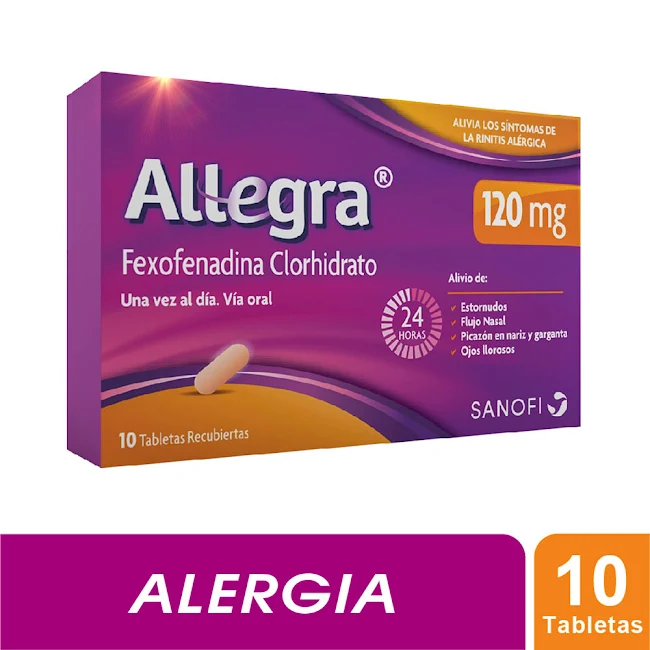 ALIVIA LOS SÍNTOMAS DE
LA RINITIS ALÉRGICA
Allegra®
120 mg
Fexofenadina Clorhidrato
Una vez al día. Vía oral
24
HORAS
Alivio de:
✓ Estornudos
✓ Flujo Nasal
✓ Picazón en nariz y garganta
✓ Ojos llorosos
SANOFI
10 Tabletas Recubiertas
ALERGIA
10
Tabletas